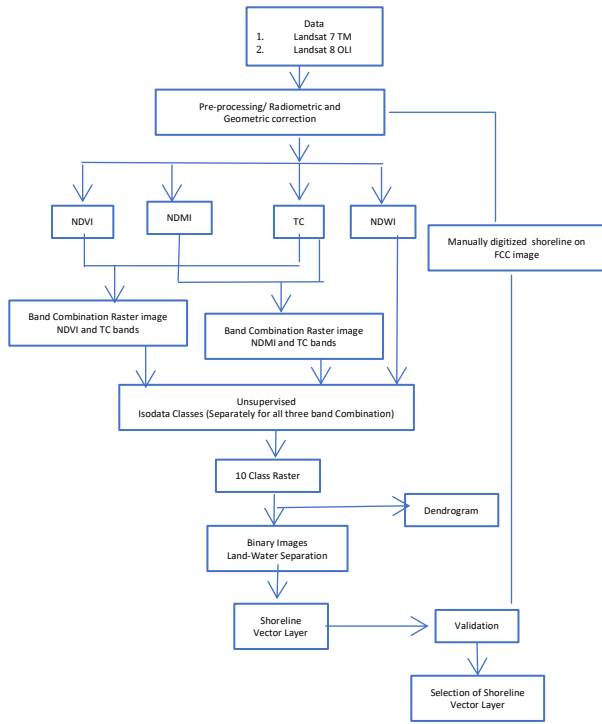 Data
1. Landsat 7 TM
2. Landsat 8 OLI
Pre-processing/ Radiometric and
Geometric correction
NDVI
NDMI
TC
NDWI
Manually digitized shoreline on
FCC image
Band Combination Raster image
NDVI and TC bands
Band Combination Raster image
NDMI and TC bands
Unsupervised
Isodata Classes (Separately for all three band Combination)
10 Class Raster
Dendrogram
Binary Images
Land-Water Separation
Shoreline
Vector Layer
Validation
Selection of Shoreline
Vector Layer